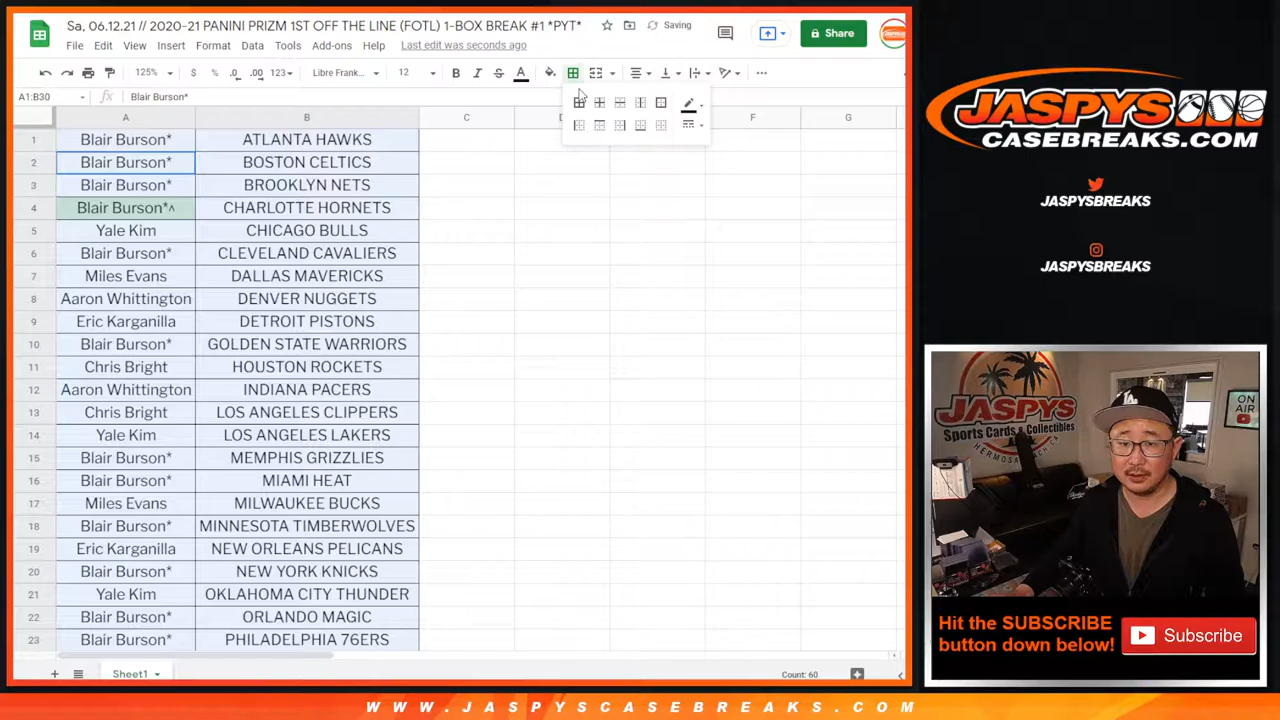 Sa, 06.12.21 // 2020-21 PANINI PRIZM 1ST OFF THE LINE (FOTL) 1-BOX BREAK #1 *PYT*
Saving
Share
File Edit View Insert Format Data Tools Add-ons Help Last edit was seconds ago
125% $ % .0 .00 123 Libre Frank... 12 B I S A
A1:B30 fx Blair Burson*
A B C D F G
1 Blair Burson* ATLANTA HAWKS
2 Blair Burson* BOSTON CELTICS
3 Blair Burson* BROOKLYN NETS
4 Blair Burson*^ CHARLOTTE HORNETS
5 Yale Kim CHICAGO BULLS
6 Blair Burson* CLEVELAND CAVALIERS
7 Miles Evans DALLAS MAVERICKS
8 Aaron Whittington DENVER NUGGETS
9 Eric Karganilla DETROIT PISTONS
10 Blair Burson* GOLDEN STATE WARRIORS
11 Chris Bright HOUSTON ROCKETS
12 Aaron Whittington INDIANA PACERS
13 Chris Bright LOS ANGELES CLIPPERS
14 Yale Kim LOS ANGELES LAKERS
15 Blair Burson* MEMPHIS GRIZZLIES
16 Blair Burson* MIAMI HEAT
17 Miles Evans MILWAUKEE BUCKS
18 Blair Burson* MINNESOTA TIMBERWOLVES
19 Eric Karganilla NEW ORLEANS PELICANS
20 Blair Burson* NEW YORK KNICKS
21 Yale Kim OKLAHOMA CITY THUNDER
22 Blair Burson* ORLANDO MAGIC
23 Blair Burson* PHILADELPHIA 76ERS
Sheet1
Count: 60
JASPYS
CASEBREAKS.COM
JASPYSBREAKS
JASPYSBREAKS
JASPYS
Sports Cards & Collectibles
HERMOSA BEACH CA
LA
ON
AIR
Hit the SUBSCRIBE
button down below!
Subscribe
WWW.JASPYSCASEBREAKS.COM